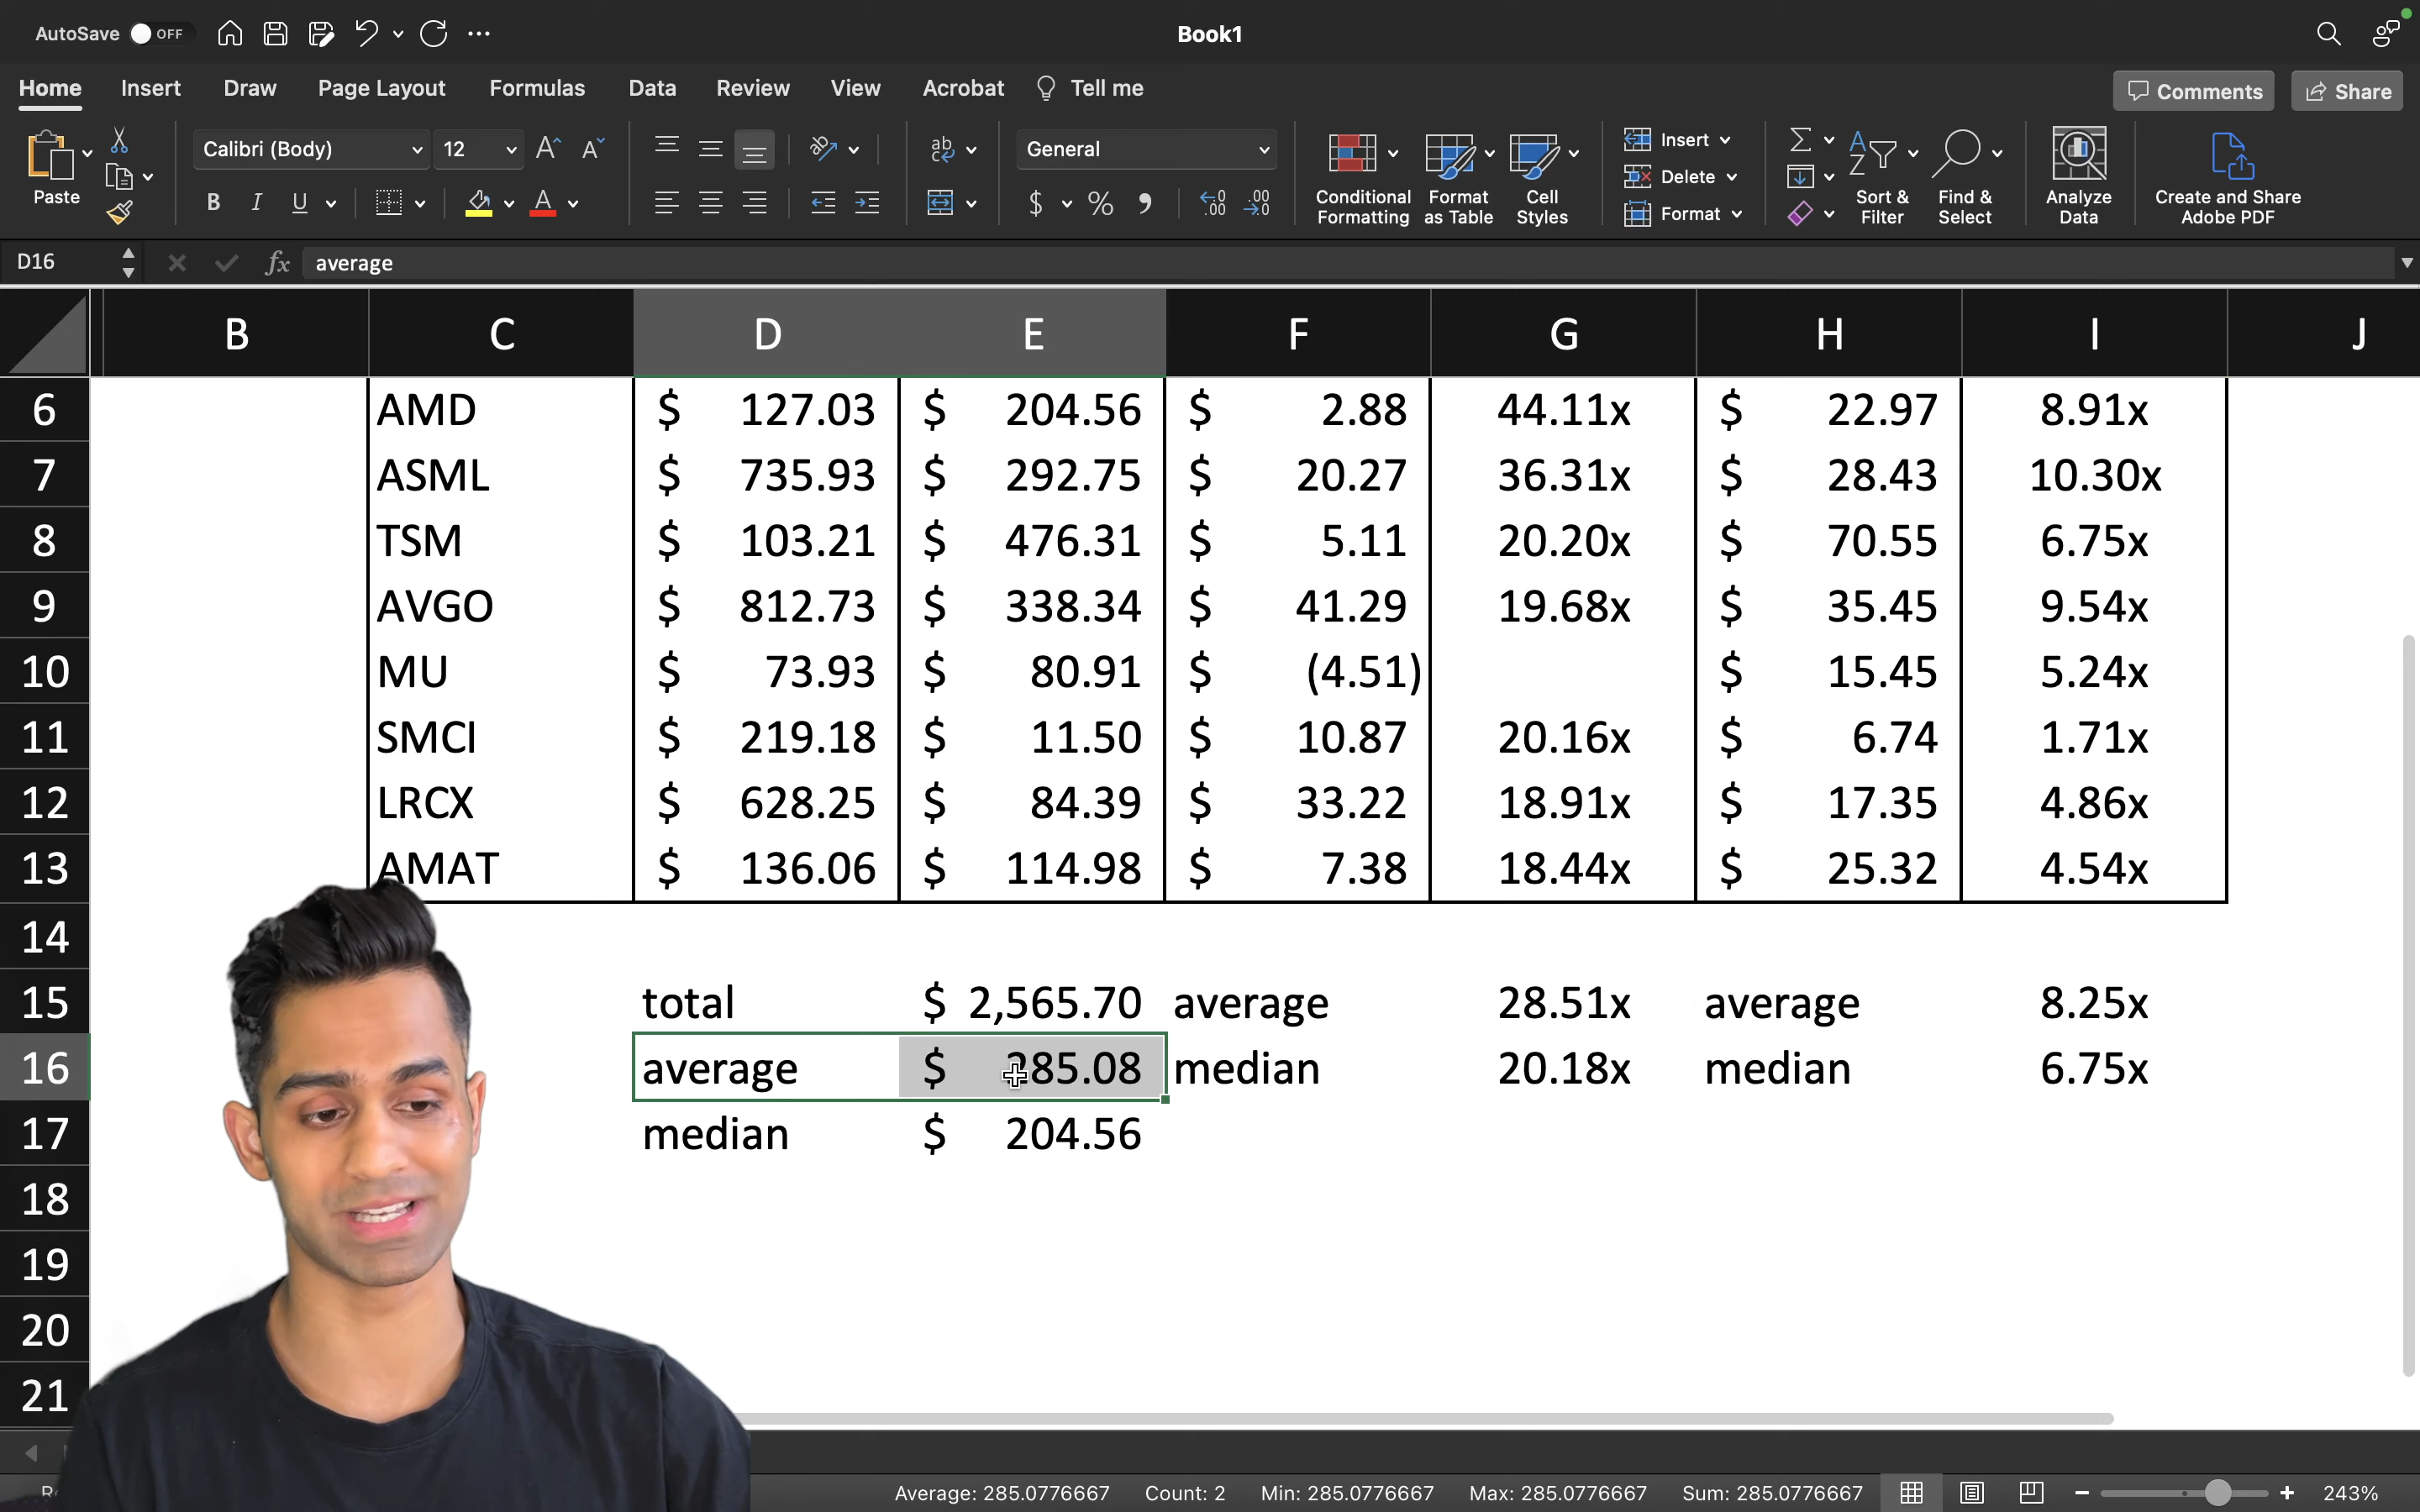 AutoSave OFF Book1
Home Insert Draw Page Layout Formulas Data Review View Acrobat Tell me Comments Share
Paste Calibri (Body) 12 General Conditional Formatting Format as Table Cell Styles Insert Delete Format Sort & Filter Find & Select Analyze Data Create and Share Adobe PDF
B I U $ % 9
D16 fx average
B C D E F G H I J
6 AMD $ 127.03 $ 204.56 $ 2.88 44.11x $ 22.97 8.91x
7 ASML $ 735.93 $ 292.75 $ 20.27 36.31x $ 28.43 10.30x
8 TSM $ 103.21 $ 476.31 $ 5.11 20.20x $ 70.55 6.75x
9 AVGO $ 812.73 $ 338.34 $ 41.29 19.68x $ 35.45 9.54x
10 MU $ 73.93 $ 80.91 $ (4.51) $ 15.45 5.24x
11 SMCI $ 219.18 $ 11.50 $ 10.87 20.16x $ 6.74 1.71x
12 LRCX $ 628.25 $ 84.39 $ 33.22 18.91x $ 17.35 4.86x
13 AMAT $ 136.06 $ 114.98 $ 7.38 18.44x $ 25.32 4.54x
14
15 total $ 2,565.70 average 28.51x average 8.25x
16 average $ 285.08 median 20.18x median 6.75x
17 median $ 204.56
18
19
20
21
Average: 285.0776667 Count: 2 Min: 285.0776667 Max: 285.0776667 Sum: 285.0776667 243%